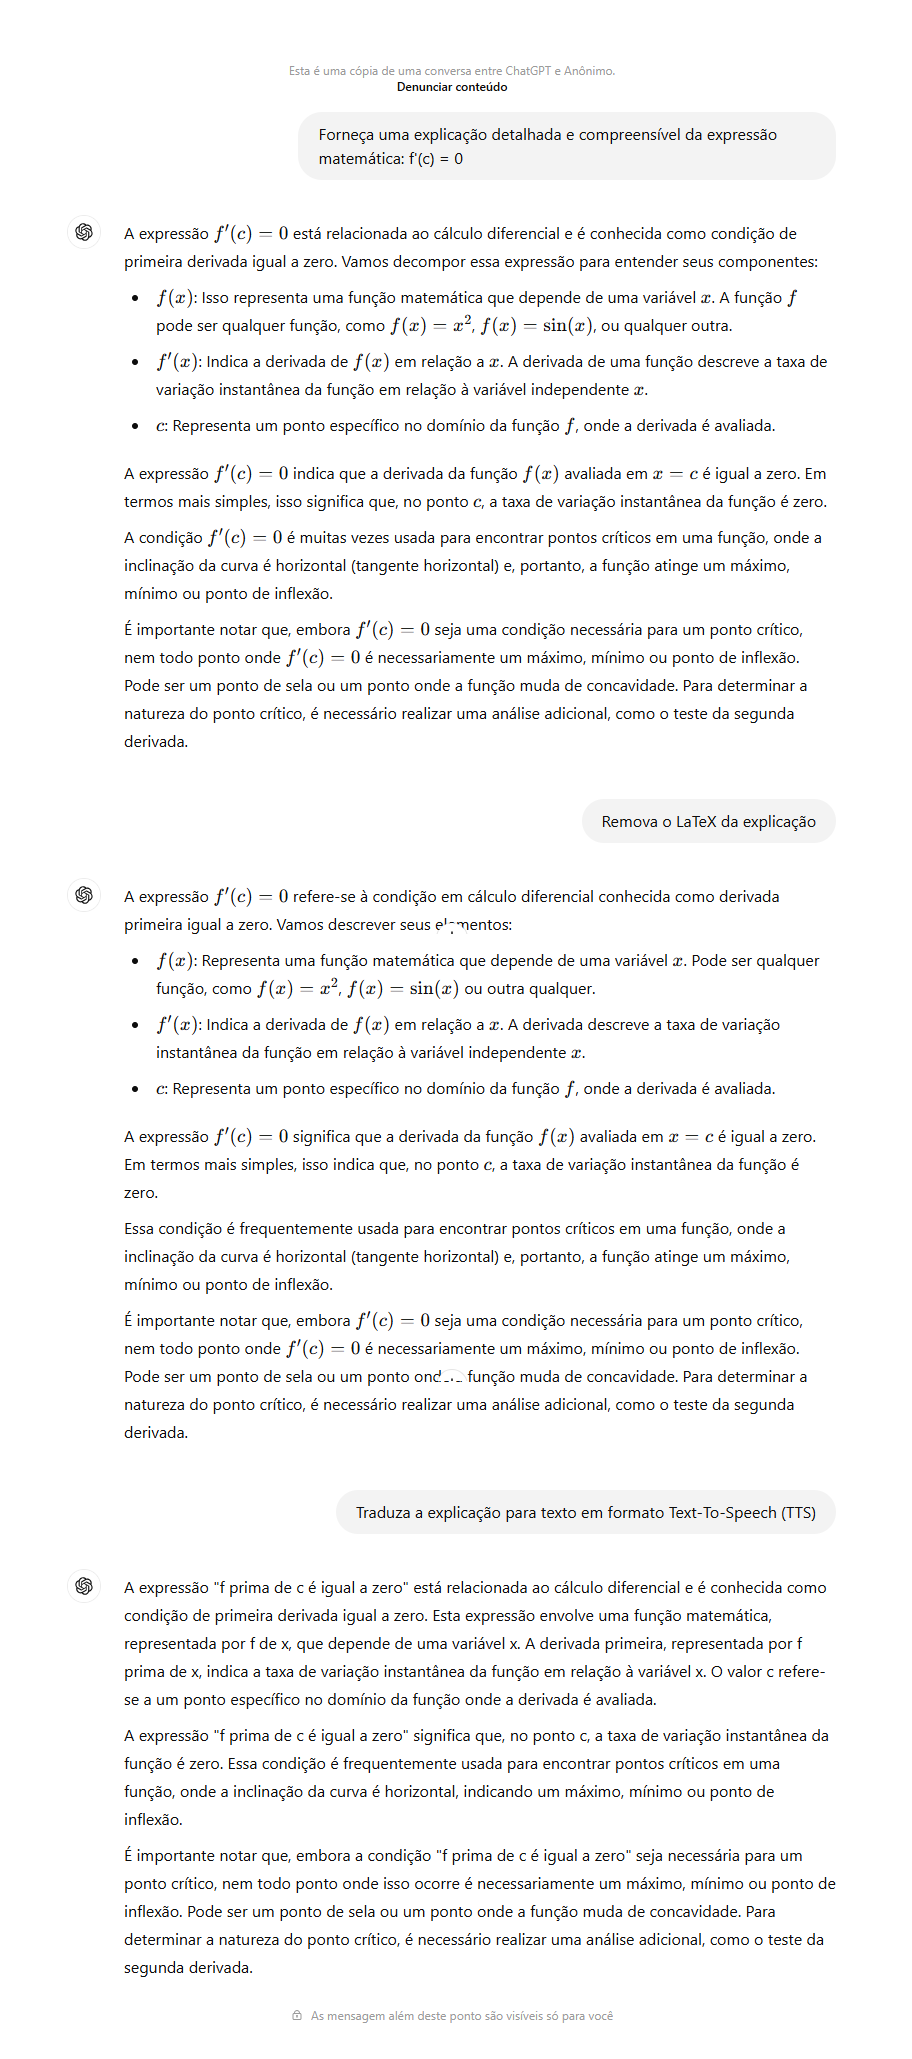 Esta é uma cópia de uma conversa entre ChatGPT e Anônimo.
Denunciar conteúdo
Forneça uma explicação detalhada e compreensível da expressão
matemática: f'(c) = 0
A expressão f′(c) = 0 está relacionada ao cálculo diferencial e é conhecida como condição de
primeira derivada igual a zero. Vamos decompor essa expressão para entender seus componentes:
• f(x): Isso representa uma função matemática que depende de uma variável x. A função f
pode ser qualquer função, como f(x) = x², f(x) = sin(x), ou qualquer outra.
• f′(x): Indica a derivada de f(x) em relação a x. A derivada de uma função descreve a taxa de
variação instantânea da função em relação à variável independente x.
• c: Representa um ponto específico no domínio da função f, onde a derivada é avaliada.
A expressão f′(c) = 0 indica que a derivada da função f(x) avaliada em x = c é igual a zero. Em
termos mais simples, isso significa que, no ponto c, a taxa de variação instantânea da função é zero.
A condição f′(c) = 0 é muitas vezes usada para encontrar pontos críticos em uma função, onde a
inclinação da curva é horizontal (tangente horizontal) e, portanto, a função atinge um máximo,
mínimo ou ponto de inflexão.
É importante notar que, embora f′(c) = 0 seja uma condição necessária para um ponto crítico,
nem todo ponto onde f′(c) = 0 é necessariamente um máximo, mínimo ou ponto de inflexão.
Pode ser um ponto de sela ou um ponto onde a função muda de concavidade. Para determinar a
natureza do ponto crítico, é necessário realizar uma análise adicional, como o teste da segunda
derivada.
Remova o LaTeX da explicação
A expressão f′(c) = 0 refere-se à condição em cálculo diferencial conhecida como derivada
primeira igual a zero. Vamos descrever seus elementos:
• f(x): Representa uma função matemática que depende de uma variável x. Pode ser qualquer
função, como f(x) = x², f(x) = sin(x) ou outra qualquer.
• f′(x): Indica a derivada de f(x) em relação a x. A derivada descreve a taxa de variação
instantânea da função em relação à variável independente x.
• c: Representa um ponto específico no domínio da função f, onde a derivada é avaliada.
A expressão f′(c) = 0 significa que a derivada da função f(x) avaliada em x = c é igual a zero.
Em termos mais simples, isso indica que, no ponto c, a taxa de variação instantânea da função é
zero.
Essa condição é frequentemente usada para encontrar pontos críticos em uma função, onde a
inclinação da curva é horizontal (tangente horizontal) e, portanto, a função atinge um máximo,
mínimo ou ponto de inflexão.
É importante notar que, embora f′(c) = 0 seja uma condição necessária para um ponto crítico,
nem todo ponto onde f′(c) = 0 é necessariamente um máximo, mínimo ou ponto de inflexão.
Pode ser um ponto de sela ou um ponto onde a função muda de concavidade. Para determinar a
natureza do ponto crítico, é necessário realizar uma análise adicional, como o teste da segunda
derivada.
Traduza a explicação para texto em formato Text-To-Speech (TTS)
A expressão "f prima de c é igual a zero" está relacionada ao cálculo diferencial e é conhecida como
condição de primeira derivada igual a zero. Esta expressão envolve uma função matemática,
representada por f de x, que depende de uma variável x. A derivada primeira, representada por f
prima de x, indica a taxa de variação instantânea da função em relação à variável x. O valor c refere-
se a um ponto específico no domínio da função onde a derivada é avaliada.
A expressão "f prima de c é igual a zero" significa que, no ponto c, a taxa de variação instantânea da
função é zero. Essa condição é frequentemente usada para encontrar pontos críticos em uma
função, onde a inclinação da curva é horizontal, indicando um máximo, mínimo ou ponto de
inflexão.
É importante notar que, embora a condição "f prima de c é igual a zero" seja necessária para um
ponto crítico, nem todo ponto onde isso ocorre é necessariamente um máximo, mínimo ou ponto de
inflexão. Pode ser um ponto de sela ou um ponto onde a função muda de concavidade. Para
determinar a natureza do ponto crítico, é necessário realizar uma análise adicional, como o teste da
segunda derivada.
As mensagem além deste ponto são visíveis só para você